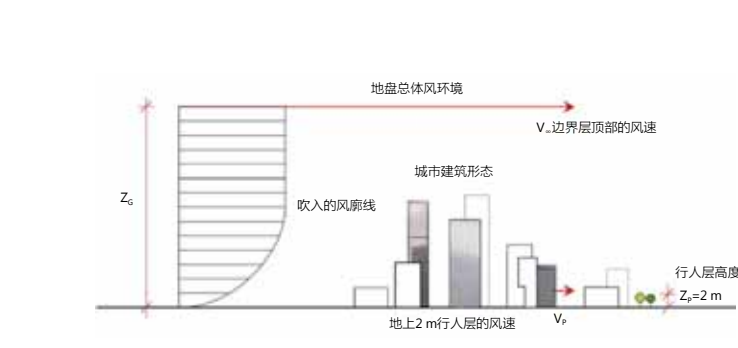 地盘总体风环境
V∞边界层顶部的风速
城市建筑形态
ZG
吹入的风廓线
行人层高度
ZP=2 m
地上2 m行人层的风速
VP